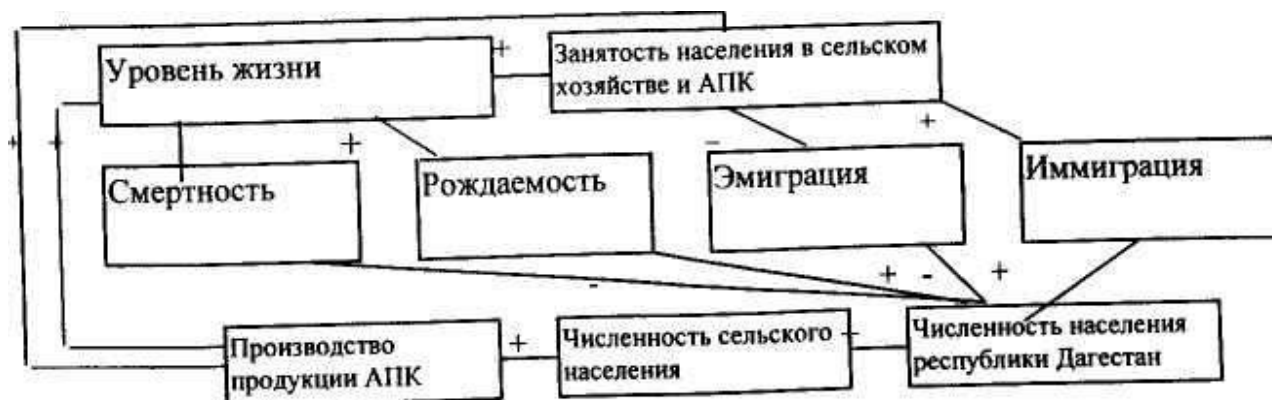 +
Уровень жизни
Занятость населения в сельском
хозяйстве и АПК
+
+
+
-
+
Смертность
Рождаемость
Эмиграция
Иммиграция
-
+
-
+
Производство
продукции АПК
+
Численность сельского
населения
+
Численность населения
республики Дагестан